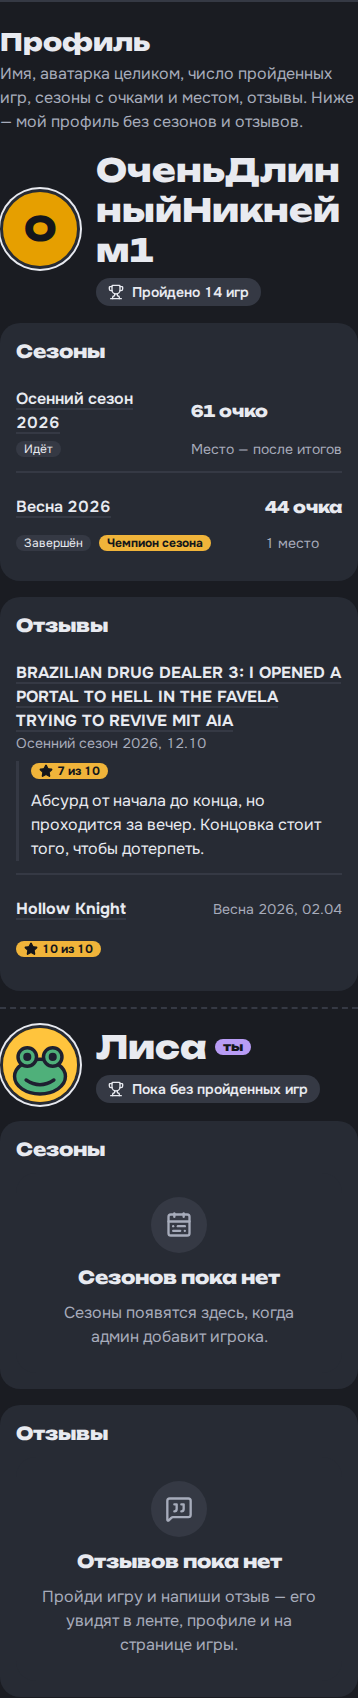 Профиль
Имя, аватарка целиком, число пройденных
игр, сезоны с очками и местом, отзывы. Ниже
— мой профиль без сезонов и отзывов.
О
ОченьДлин
ныйНикней
м1
Пройдено 14 игр
Сезоны
Осенний сезон
2026
61 очко
Идёт
Место — после итогов
Весна 2026
44 очка
Завершён
Чемпион сезона
1 место
Отзывы
BRAZILIAN DRUG DEALER 3: I OPENED A
PORTAL TO HELL IN THE FAVELA
TRYING TO REVIVE MIT AIA
Осенний сезон 2026, 12.10
7 из 10
Абсурд от начала до конца, но
проходится за вечер. Концовка стоит
того, чтобы дотерпеть.
Hollow Knight
Весна 2026, 02.04
10 из 10
Лиса
ты
Пока без пройденных игр
Сезоны
Сезонов пока нет
Сезоны появятся здесь, когда
админ добавит игрока.
Отзывы
Отзывов пока нет
Пройди игру и напиши отзыв — его
увидят в ленте, профиле и на
странице игры.